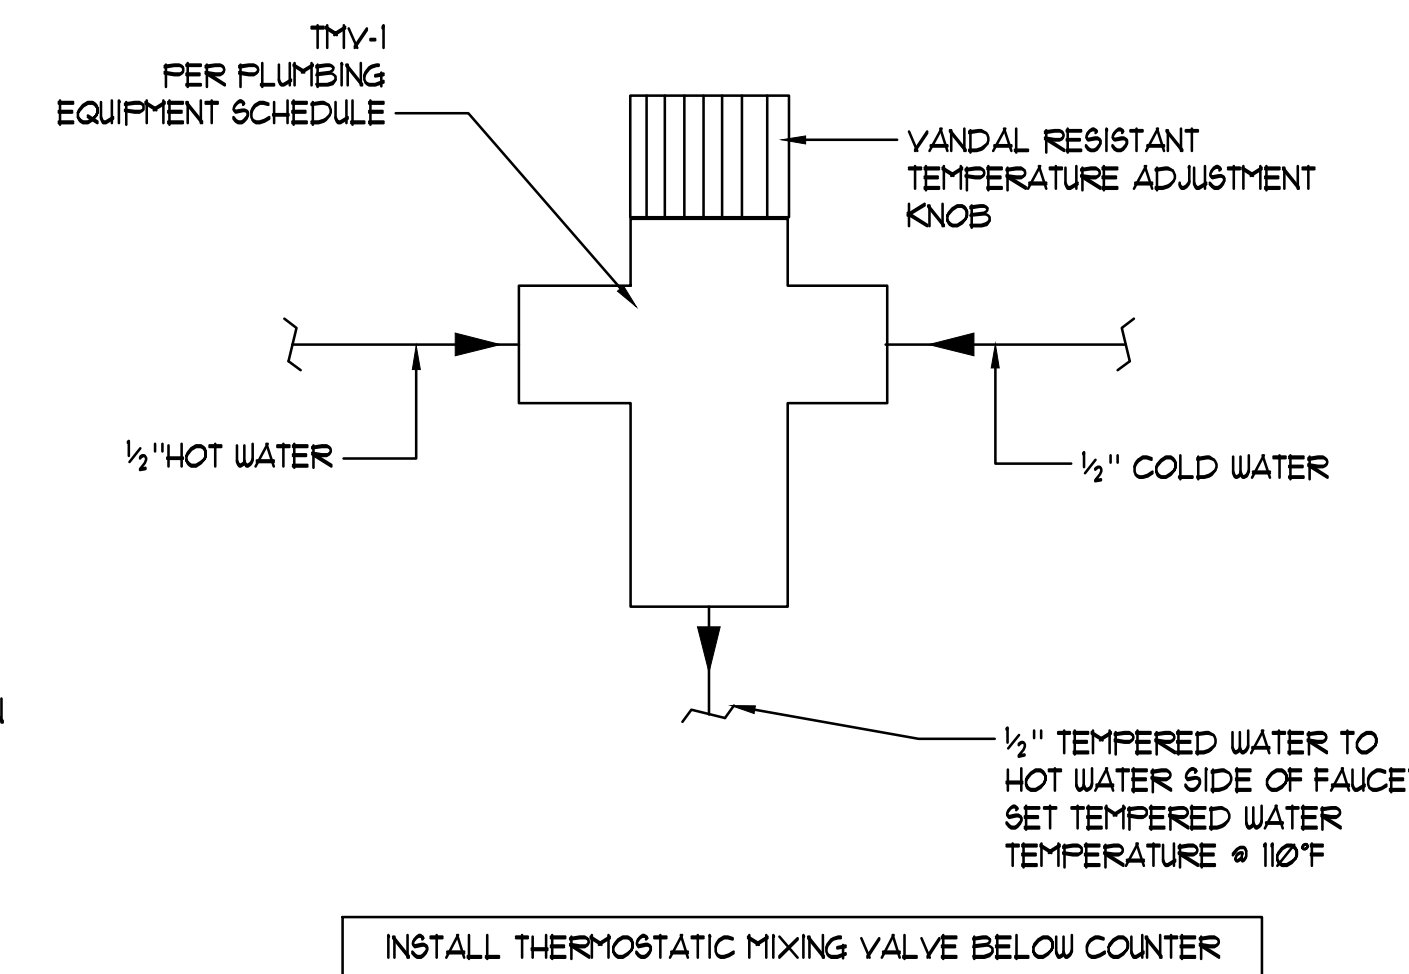 TMV-1
PER PLUMBING
EQUIPMENT SCHEDULE
VANDAL RESISTANT
TEMPERATURE ADJUSTMENT
KNOB
½"HOT WATER
½" COLD WATER
½" TEMPERED WATER TO
HOT WATER SIDE OF
SET TEMPERED WATER
TEMPERATURE @ 110°F
INSTALL THERMOSTATIC MIXING VALVE BELOW COUNTER